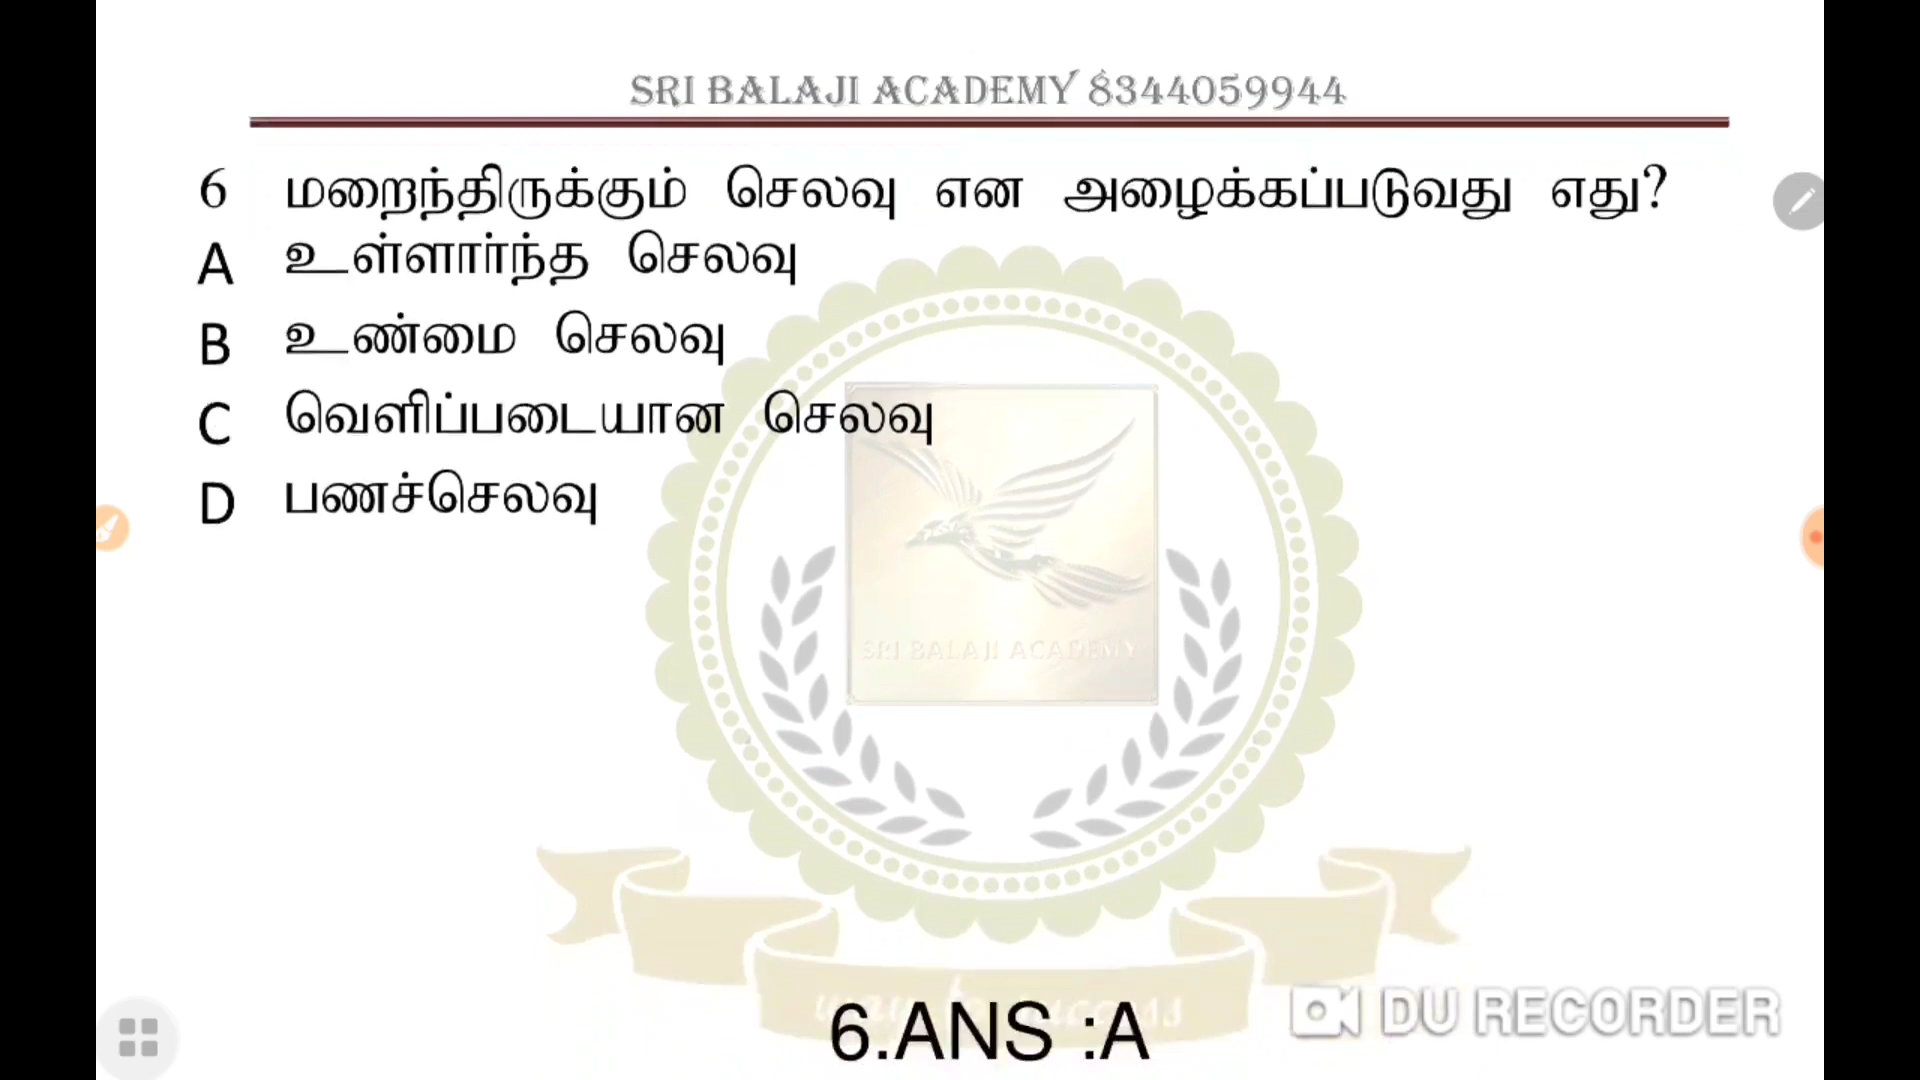 SRI BALAJI ACADEMY 8344059944
6 மறைந்திருக்கும் செலவு என அழைக்கப்படுவது எது?
A உள்ளார்ந்த செலவு
B உண்மை செலவு
C வெளிப்படையான செலவு
D பணச்செலவு
SRI BALAJI ACADEMY
6.ANS :A
DU RECORDER